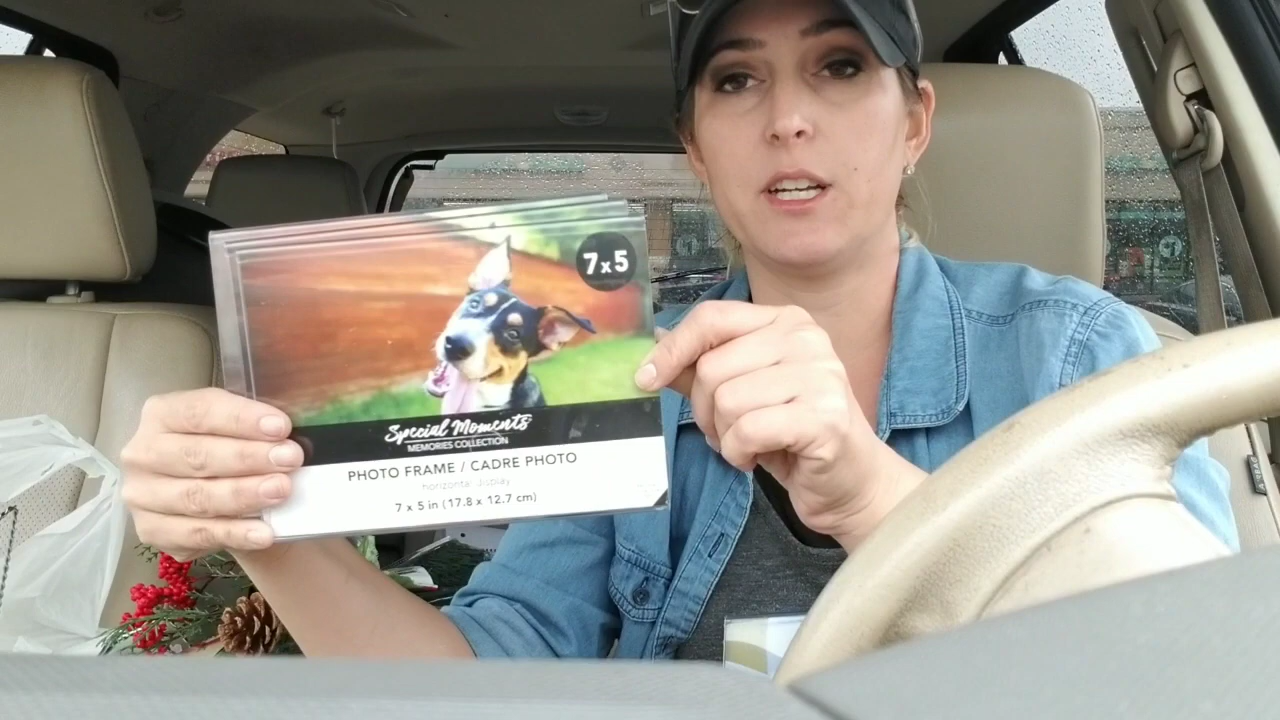 7x5
Special Moments
MEMORIES COLLECTION
PHOTO FRAME / CADRE PHOTO
horizontal display
7 x 5 in (17.8 x 12.7 cm)